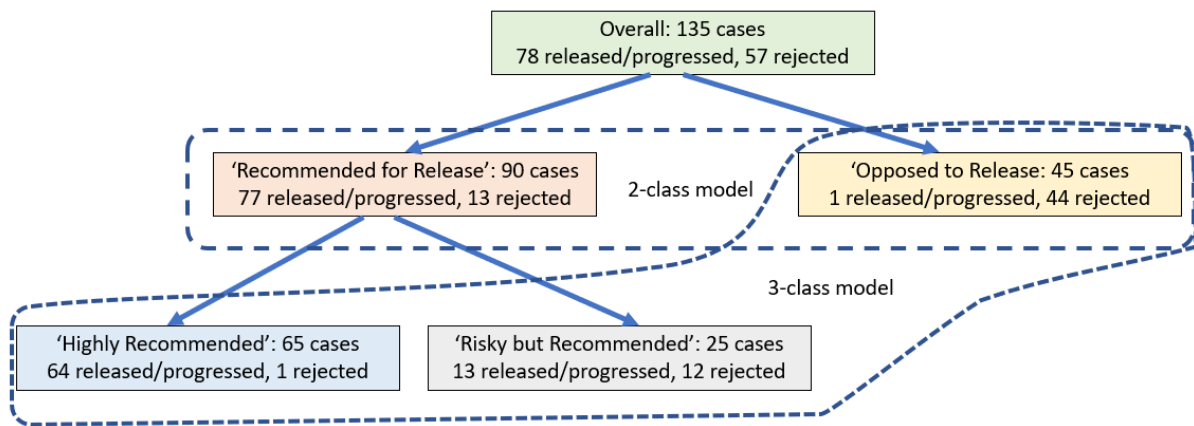 Overall: 135 cases
78 released/progressed, 57 rejected
‘Recommended for Release’: 90 cases
77 released/progressed, 13 rejected
2-class model
‘Opposed to Release: 45 cases
1 released/progressed, 44 rejected
3-class model
‘Highly Recommended’: 65 cases
64 released/progressed, 1 rejected
‘Risky but Recommended’: 25 cases
13 released/progressed, 12 rejected